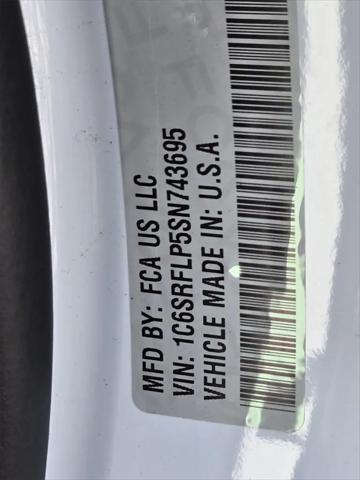 MFD BY: FCA US LLC
VIN: 1C6SRFLP5SN743695
VEHICLE MADE IN: U.S.A.